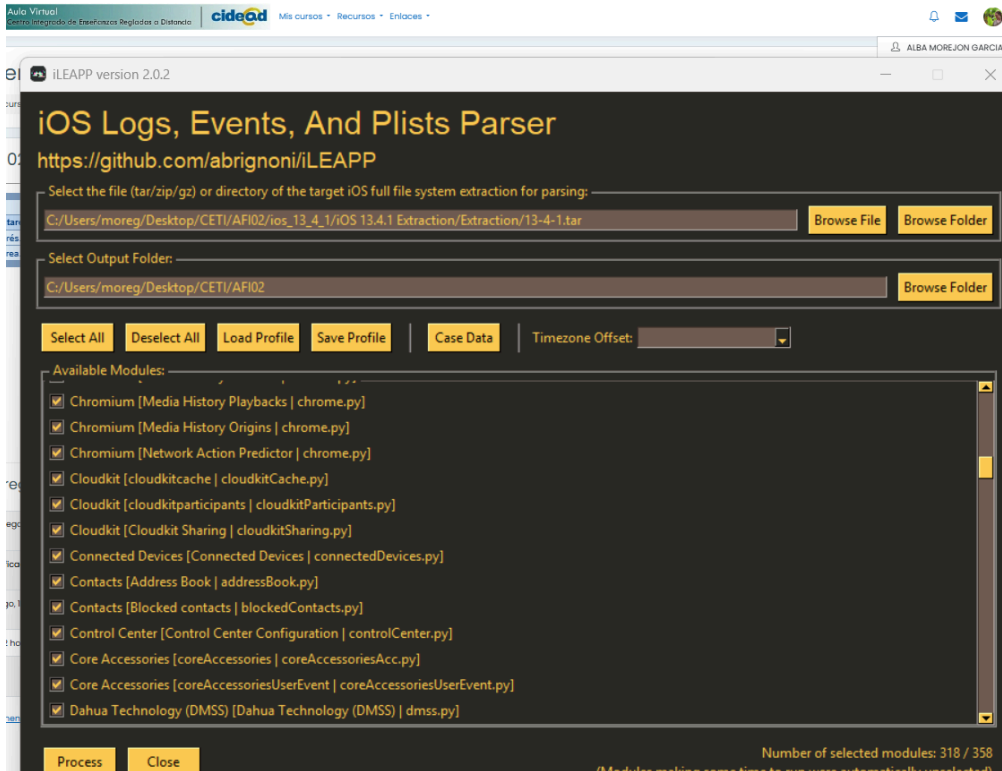 Aula Virtual
Centro Integrado de Enseñanzas Regladas a Distancia
cidead
Mis cursos
Recursos
Enlaces
ALBA MOREJON GARCIA
iLEAPP version 2.0.2
iOS Logs, Events, And Plists Parser
https://github.com/abrignoni/iLEAPP
Select the file (tar/zip/gz) or directory of the target iOS full file system extraction for parsing:
C:/Users/moreg/Desktop/CETI/AFI02/ios_13_4_1/iOS 13.4.1 Extraction/Extraction/13-4-1.tar
Browse File
Browse Folder
Select Output Folder:
C:/Users/moreg/Desktop/CETI/AFI02
Browse Folder
Select All
Deselect All
Load Profile
Save Profile
Case Data
Timezone Offset:
Available Modules:
Chromium [Media History Playbacks | chrome.py]
Chromium [Media History Origins | chrome.py]
Chromium [Network Action Predictor | chrome.py]
Cloudkit [cloudkitcache | cloudkitCache.py]
Cloudkit [cloudkitparticipants | cloudkitParticipants.py]
Cloudkit [Cloudkit Sharing | cloudkitSharing.py]
Connected Devices [Connected Devices | connectedDevices.py]
Contacts [Address Book | addressBook.py]
Contacts [Blocked contacts | blockedContacts.py]
Control Center [Control Center Configuration | controlCenter.py]
Core Accessories [coreAccessories | coreAccessoriesAcc.py]
Core Accessories [coreAccessoriesUserEvent | coreAccessoriesUserEvent.py]
Dahua Technology (DMSS) [Dahua Technology (DMSS) | dmss.py]
Process
Close
Number of selected modules: 318 / 358
(Modules making some time to run were automatically unselected)